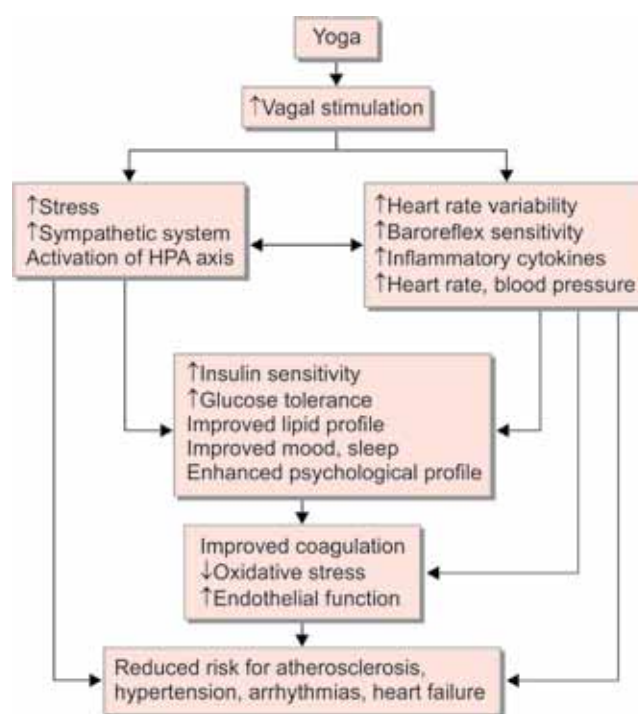 Yoga
↑Vagal stimulation
↑Stress
↑Sympathetic system
Activation of HPA axis
↑Heart rate variability
↑Baroreflex sensitivity
↑Inflammatory cytokines
↑Heart rate, blood pressure
↑Insulin sensitivity
↑Glucose tolerance
Improved lipid profile
Improved mood, sleep
Enhanced psychological profile
Improved coagulation
↓Oxidative stress
↑Endothelial function
Reduced risk for atherosclerosis,
hypertension, arrhythmias, heart failure